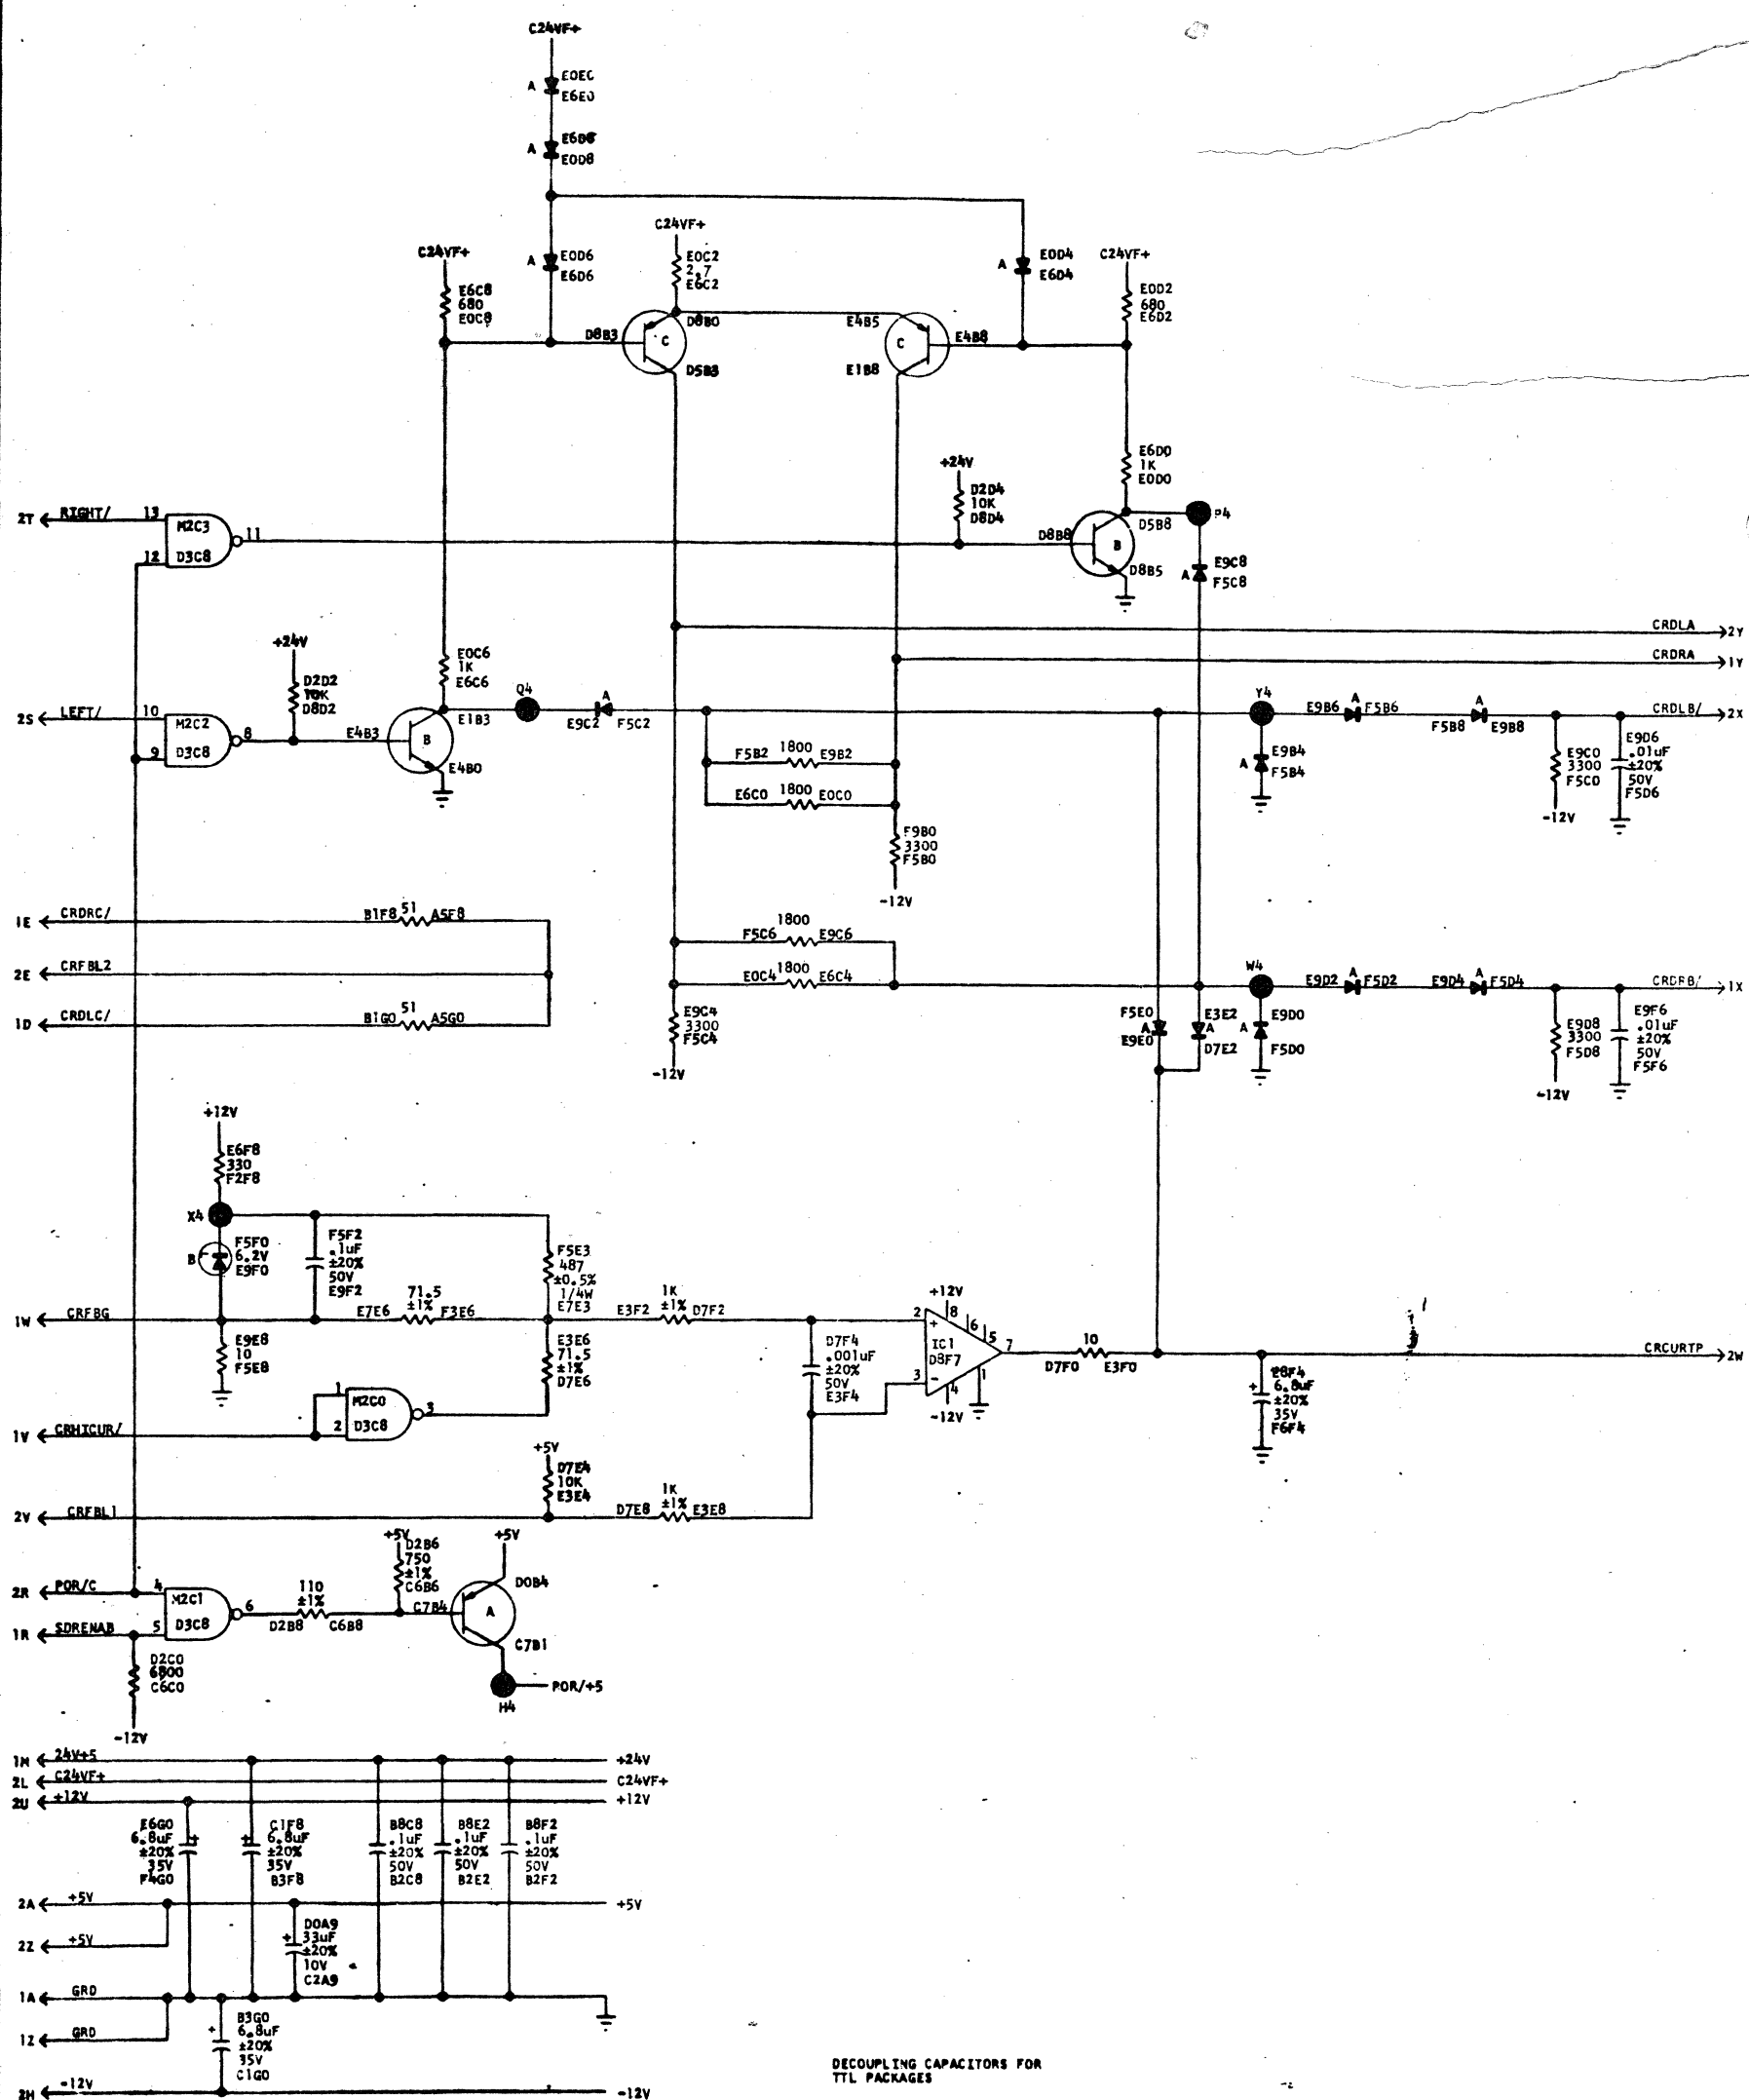 C24VF+
A E0EC
E6E0
A E6D8
E0D8
C24VF+
C24VF+
A E0D6
E6D6
E0C2
2.7
E6C2
A E0D4
E6D4
C24VF+
E6C8
680
E0C8
E0D2
680
E6D2
D8B3
D8B0
C
D5B3
E4B5
C
E4B8
E1B8
E6D0
1K
E0D0
+24V
D2D4
10K
D8D4
2T RIGHT/ 13
M2C3
11
12 D3C8
D8B8
B
D5B8
P4
D8B5
A E9C8
F5C8
CRDLA 2Y
CRDRA 1Y
+24V
D2D2
10K
D8D2
E0C6
1K
E6C6
2S LEFT/ 10
M2C2
8
9 D3C8
E4B3
B
E1B3
E4B0
Q4
A
E9C2 F5C2
Y4
E9B6 A F5B6
A
F5B8 E9B8
CRDLB/ 2X
F5B2 1800 E9B2
E6C0 1800 E0C0
A E9B4
F5B4
E9C0
3300
F5C0
-12V
E9D6
.01uF
±20%
50V
F5D6
F9B0
3300
F5B0
-12V
1E CRDRC/ B1F8 51 A5F8
2E CRFBL2
1D CRDLC/ B1G0 51 A5G0
1800
F5C6 E9C6
E0C4 1800 E6C4
E9C4
3300
F5C4
-12V
W4
E9D2 A F5D2
E9D4 A F5D4
CRDRB/ 1X
F5E0
A
E9E0
E3E2
A
D7E2
A E9D0
F5D0
E9D8
3300
F5D8
-12V
E9F6
.01uF
±20%
50V
F5F6
+12V
E6F8
330
F2F8
X4
B F5F0
6.2V
E9F0
F5F2
.1uF
±20%
50V
E9F2
F5E3
487
±0.5%
1/4W
E7E3
1W CRFBG
71.5
±1%
E7E6 F3E6
1K
±1%
E3F2 D7F2
E9E8
10
F5E8
E3E6
71.5
±1%
D7E6
D7F4
.001uF
±20%
50V
E3F4
+12V
2 + 8 6 5
IC1
D8F7
7
3 - 4 1
-12V
10
D7F0 E3F0
CRCURTP 2W
E8F4
+ 6.8uF
±20%
35V
F6F4
1V CRHICUR/
1
M2C0
3
2 D3C8
+5V
D7E4
10K
E3E4
2V CRFBL1
1K
±1%
D7E8 E3E8
2R POR/C 4
M2C1
6
1R SDRENAB 5 D3C8
110
±1%
D2B8 C6B8
+5V
D2B6
750
±1%
C6B6
+5V
D0B4
C7B4
A
C7B1
H4
POR/+5
D2C0
6800
C6C0
-12V
1M 24V+5 +24V
2L C24VF+ C24VF+
2U +12V +12V
E6G0
6.8uF +
±20%
35V
F4G0
C1F8
+ 6.8uF
±20%
35V
B3F8
B8C8
.1uF
±20%
50V
B2C8
B8E2
.1uF
±20%
50V
B2E2
B8F2
.1uF
±20%
50V
B2F2
2A +5V +5V
2Z +5V
D0A9
+ 33uF
±20%
10V
C2A9
1A GRD
1Z GRD
B3G0
+ 6.8uF
±20%
35V
C1G0
2H -12V -12V
DECOUPLING CAPACITORS FOR
TTL PACKAGES